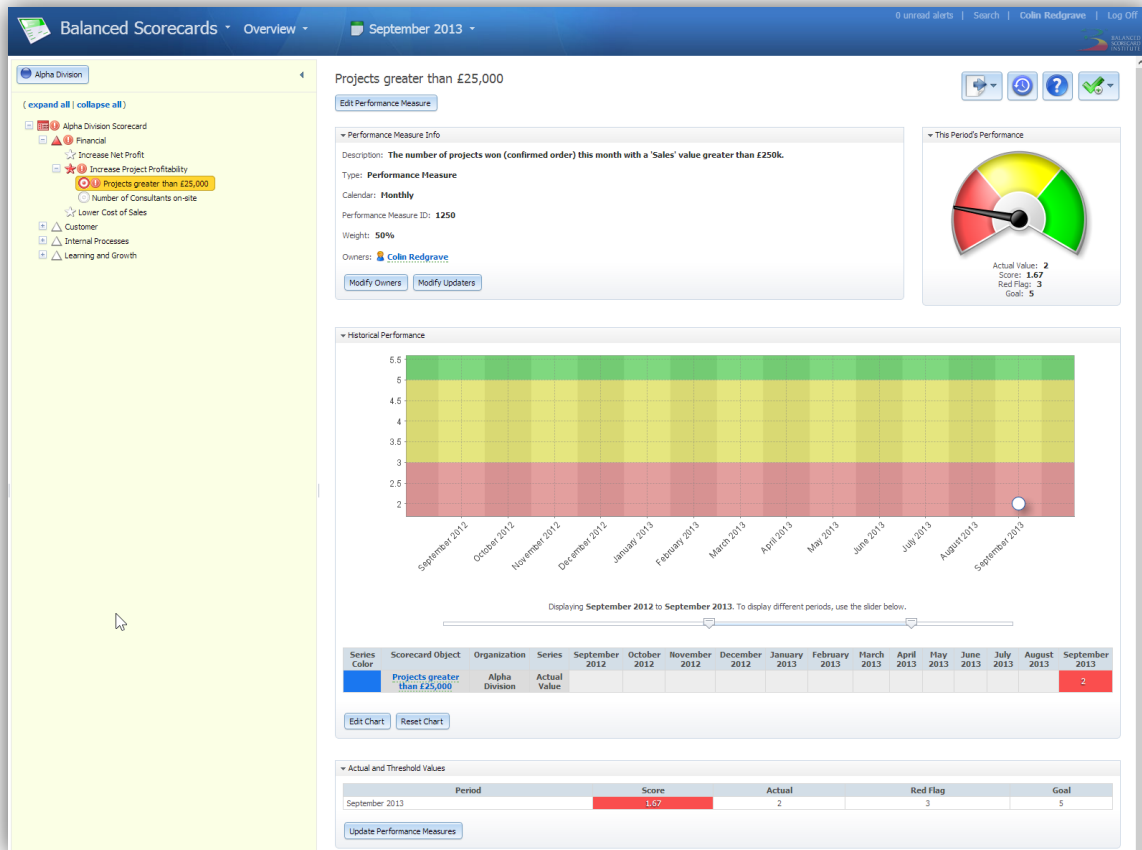 Balanced Scorecards Overview September 2013
0 unread alerts | Search | Colin Redgrave | Log Off
BALANCED
SCORECARD
INSTITUTE
Alpha Division
( expand all | collapse all )
Alpha Division Scorecard
Financial
Increase Net Profit
Increase Project Profitability
Projects greater than £25,000
Number of Consultants on-site
Lower Cost of Sales
Customer
Internal Processes
Learning and Growth
Projects greater than £25,000
Edit Performance Measure
Performance Measure Info
Description: The number of projects won (confirmed order) this month with a 'Sales' value greater than £250k.
Type: Performance Measure
Calendar: Monthly
Performance Measure ID: 1250
Weight: 50%
Owners: Colin Redgrave
Modify Owners Modify Updaters
This Period's Performance
Actual Value: 2
Score: 1.67
Red Flag: 3
Goal: 5
Historical Performance
5.5
5
4.5
4
3.5
3
2.5
2
September 2012 October 2012 November 2012 December 2012 January 2013 February 2013 March 2013 April 2013 May 2013 June 2013 July 2013 August 2013 September 2013
Displaying September 2012 to September 2013. To display different periods, use the slider below.
Series Color Scorecard Object Organization Series September 2012 October 2012 November 2012 December 2012 January 2013 February 2013 March 2013 April 2013 May 2013 June 2013 July 2013 August 2013 September 2013
Projects greater than £25,000 Alpha Division Actual Value 2
Edit Chart Reset Chart
Actual and Threshold Values
Period Score Actual Red Flag Goal
September 2013 1.67 2 3 5
Update Performance Measures